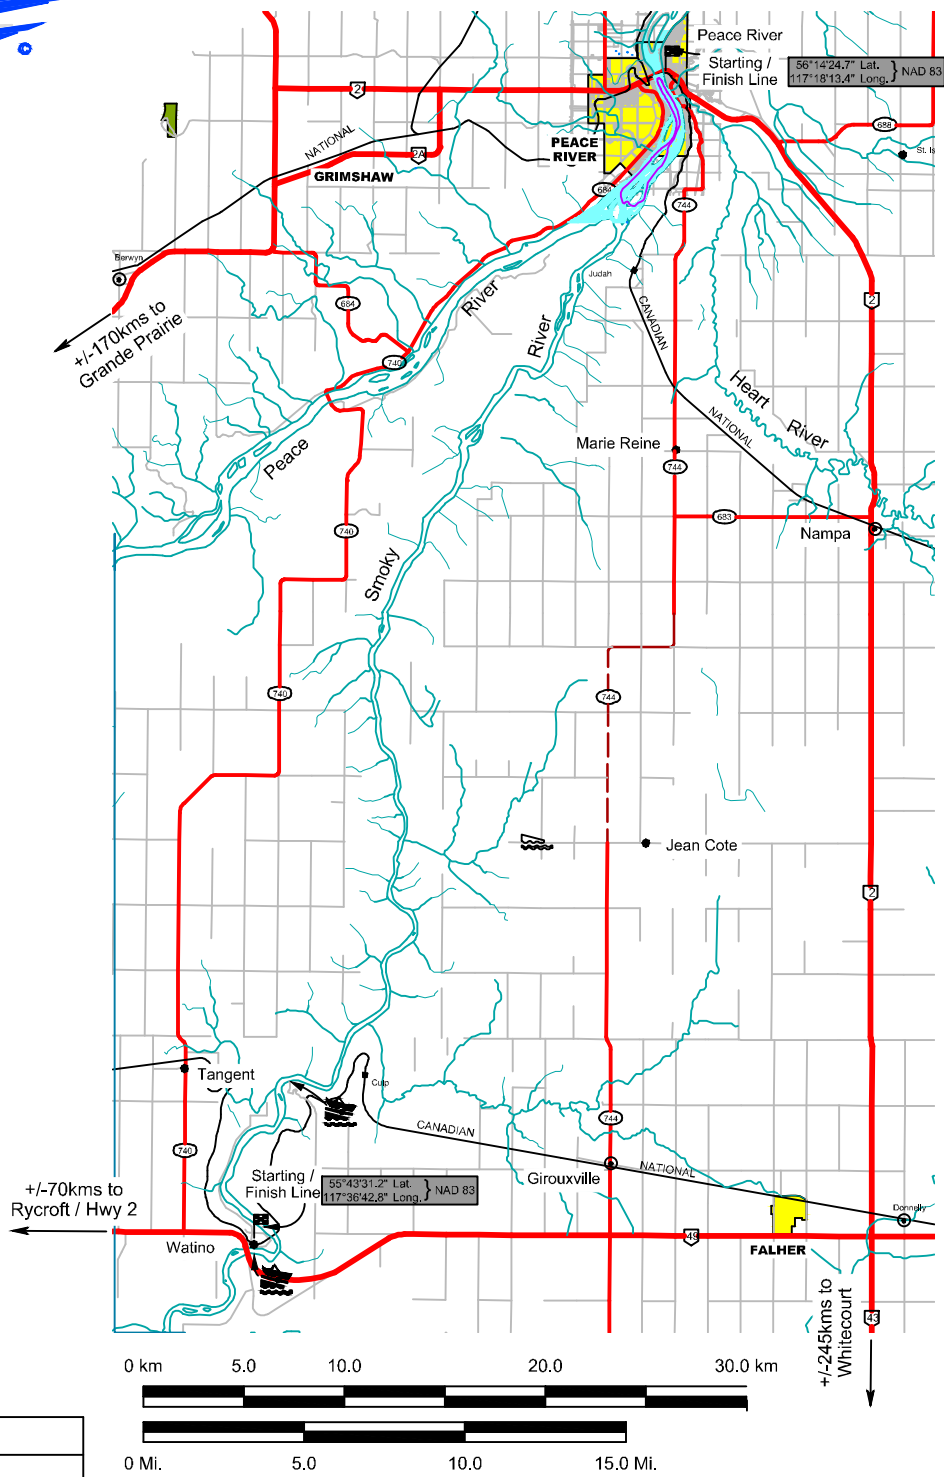 Peace River
Starting /
Finish Line
56°14'24.7" Lat.
117°18'13.4" Long.
NAD 83
2
688
NATIONAL
2A
PEACE
RIVER
GRIMSHAW
684
744
Berwyn
Judah
2
684
River
CANADIAN
+/-170kms to
Grande Prairie
River
740
Heart
River
NATIONAL
Marie Reine
744
Peace
683
740
Nampa
Smoky
740
744
Jean Cote
2
Tangent
Culp
744
CANADIAN
740
NATIONAL
Starting /
Finish Line
55°43'31.2" Lat.
117°36'42.8" Long.
NAD 83
Girouxville
+/-70kms to
Rycroft / Hwy 2
Donnelly
Watino
49
FALHER
+/-245kms to
Whitecourt
43
0 km 5.0 10.0 20.0 30.0 km
0 Mi. 5.0 10.0 15.0 Mi.